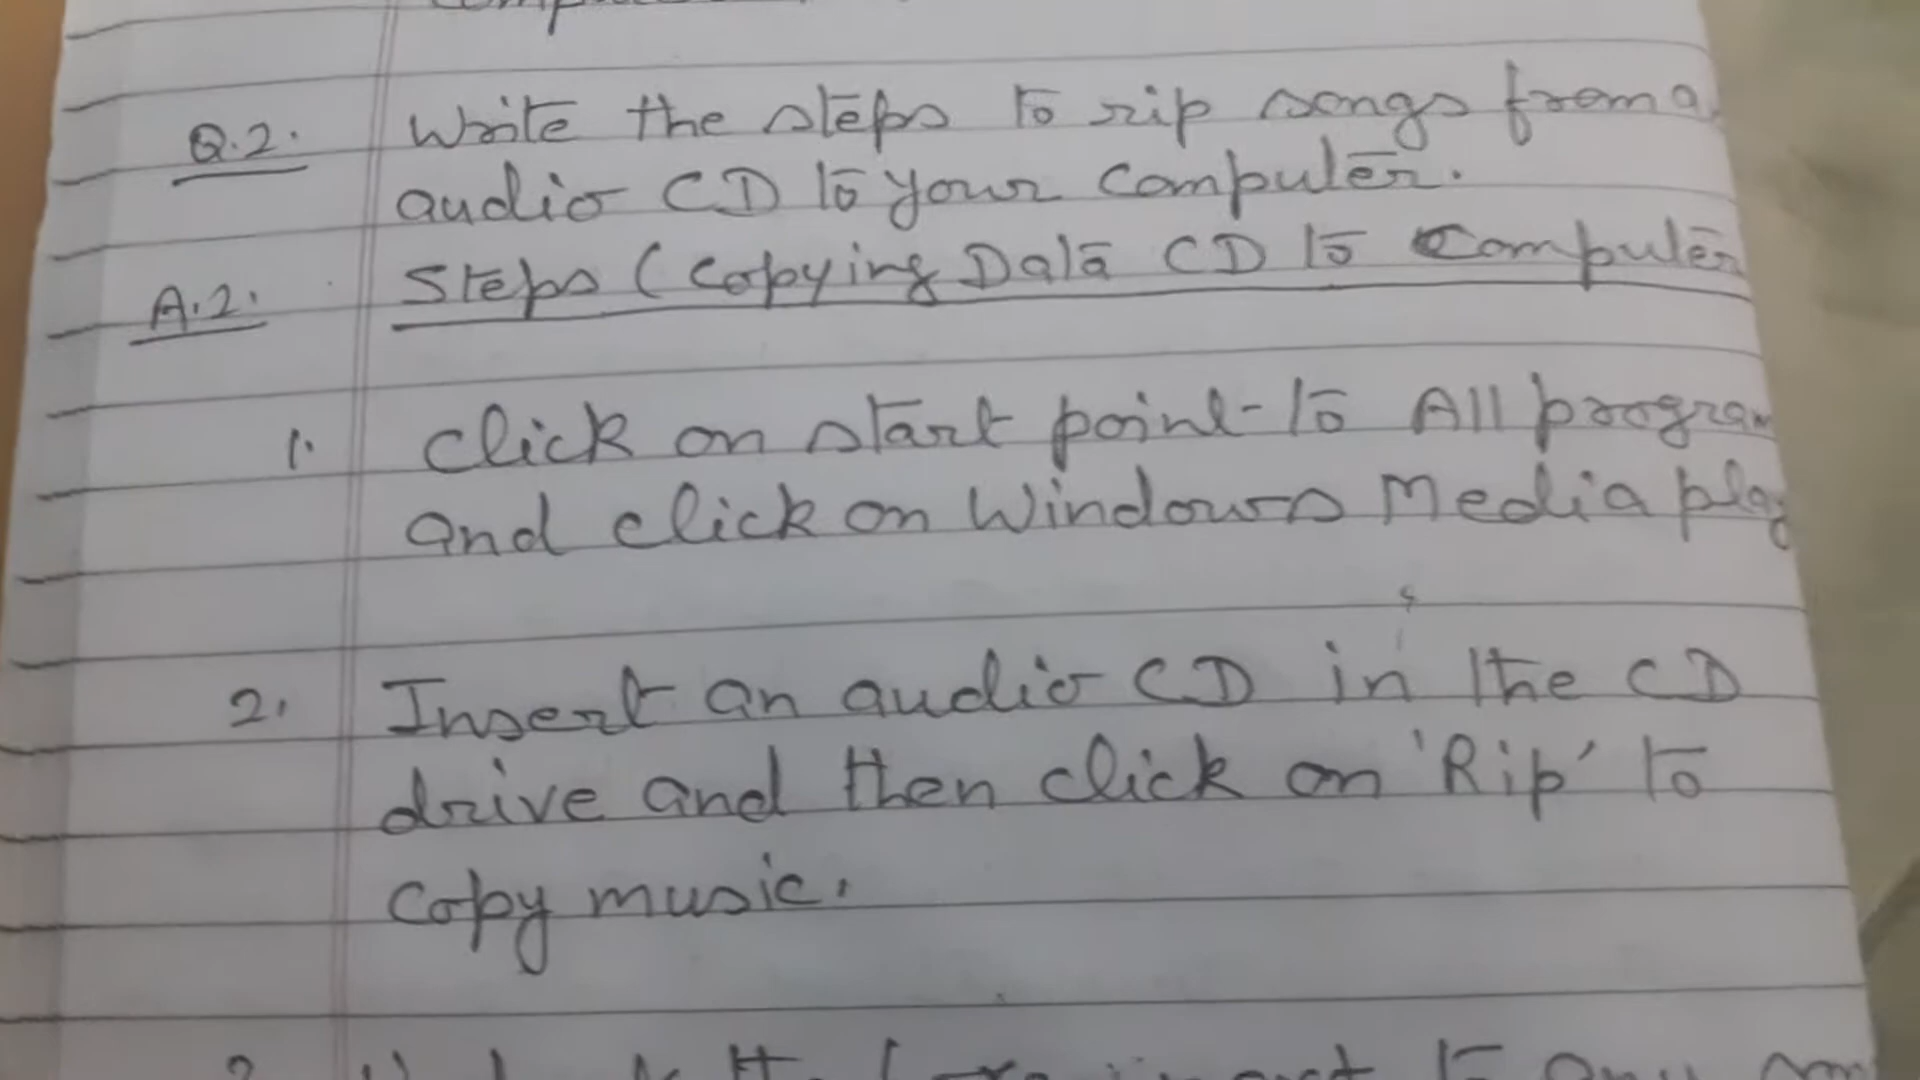 Q.2. Write the steps to rip songs from a
audio CD to your Computer.
A.2. Steps (Copying Data CD to Computer
1. Click on start point to All program
and click on Windows Media play
2. Insert an audio CD in the CD
drive and then click on 'Rip' to
Copy music.